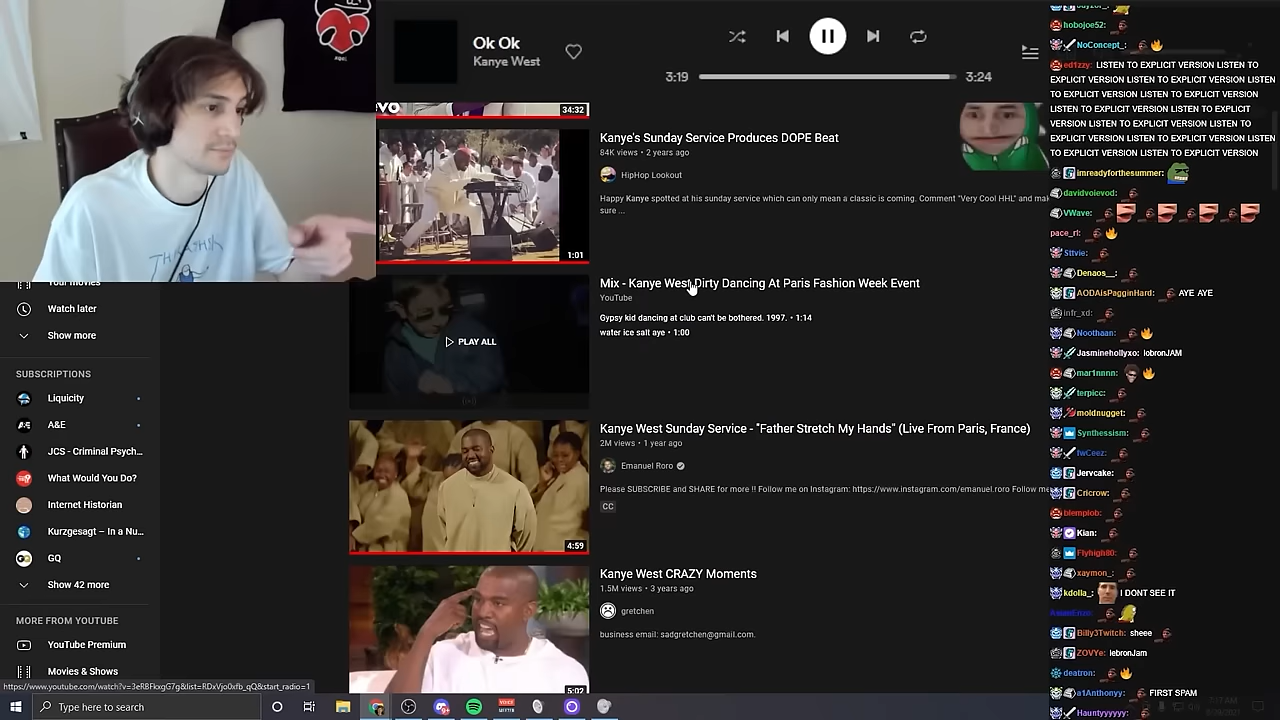 Ok Ok
Kanye West
3:19
3:24
34:32
Kanye's Sunday Service Produces DOPE Beat
84K views • 2 years ago
HipHop Lookout
Happy Kanye spotted at his sunday service which can only mean a classic is coming. Comment "Very Cool HHL" and
sure ...
1:01
Mix - Kanye West Dirty Dancing At Paris Fashion Week Event
YouTube
Gypsy kid dancing at club can't be bothered. 1997. • 1:14
water ice salt aye • 1:00
PLAY ALL
Kanye West Sunday Service - "Father Stretch My Hands" (Live From Paris, France)
2M views • 1 year ago
Emanuel Roro
Please SUBSCRIBE and SHARE for more !! Follow me on Instagram: https://www.instagram.com/emanuel.roro Follow
CC
4:59
Kanye West CRAZY Moments
1.5M views • 3 years ago
gretchen
business email: sadgretchen@gmail.com.
5:02
Your movies
Watch later
Show more
SUBSCRIPTIONS
Liquicity
A&E
JCS - Criminal Psych...
What Would You Do?
Internet Historian
Kurzgesagt – In a Nu...
GQ
Show 42 more
MORE FROM YOUTUBE
YouTube Premium
Movies & Shows
Type here to search
hobojoe52:
NoConcept_:
ed1zzy: LISTEN TO EXPLICIT VERSION LISTEN TO
EXPLICIT VERSION LISTEN TO EXPLICIT VERSION LISTEN
TO EXPLICIT VERSION LISTEN TO EXPLICIT VERSION
LISTEN TO EXPLICIT VERSION LISTEN TO EXPLICIT
VERSION LISTEN TO EXPLICIT VERSION LISTEN TO
EXPLICIT VERSION LISTEN TO EXPLICIT VERSION LISTEN
TO EXPLICIT VERSION LISTEN TO EXPLICIT VERSION
imreadyforthesummer:
davidvoievod:
VWave:
pace_rl:
Sttvie:
Denaos__:
AODAisPagginHard: AYE AYE
infr_xd:
Noothaan:
Jasminehollyxo: lebronJAM
mar1nnnn:
terpicc:
moldnugget:
Synthessism:
fwCeez:
Jervcake:
Cricrow:
blemplob:
Kian:
Flyhigh80:
xaymon_:
kdolla_: I DONT SEE IT
Billy3Twitch: sheee
ZOVYe: lebronJam
deatron:
a1Anthonyy: FIRST SPAM
Hauntyyyyyy: